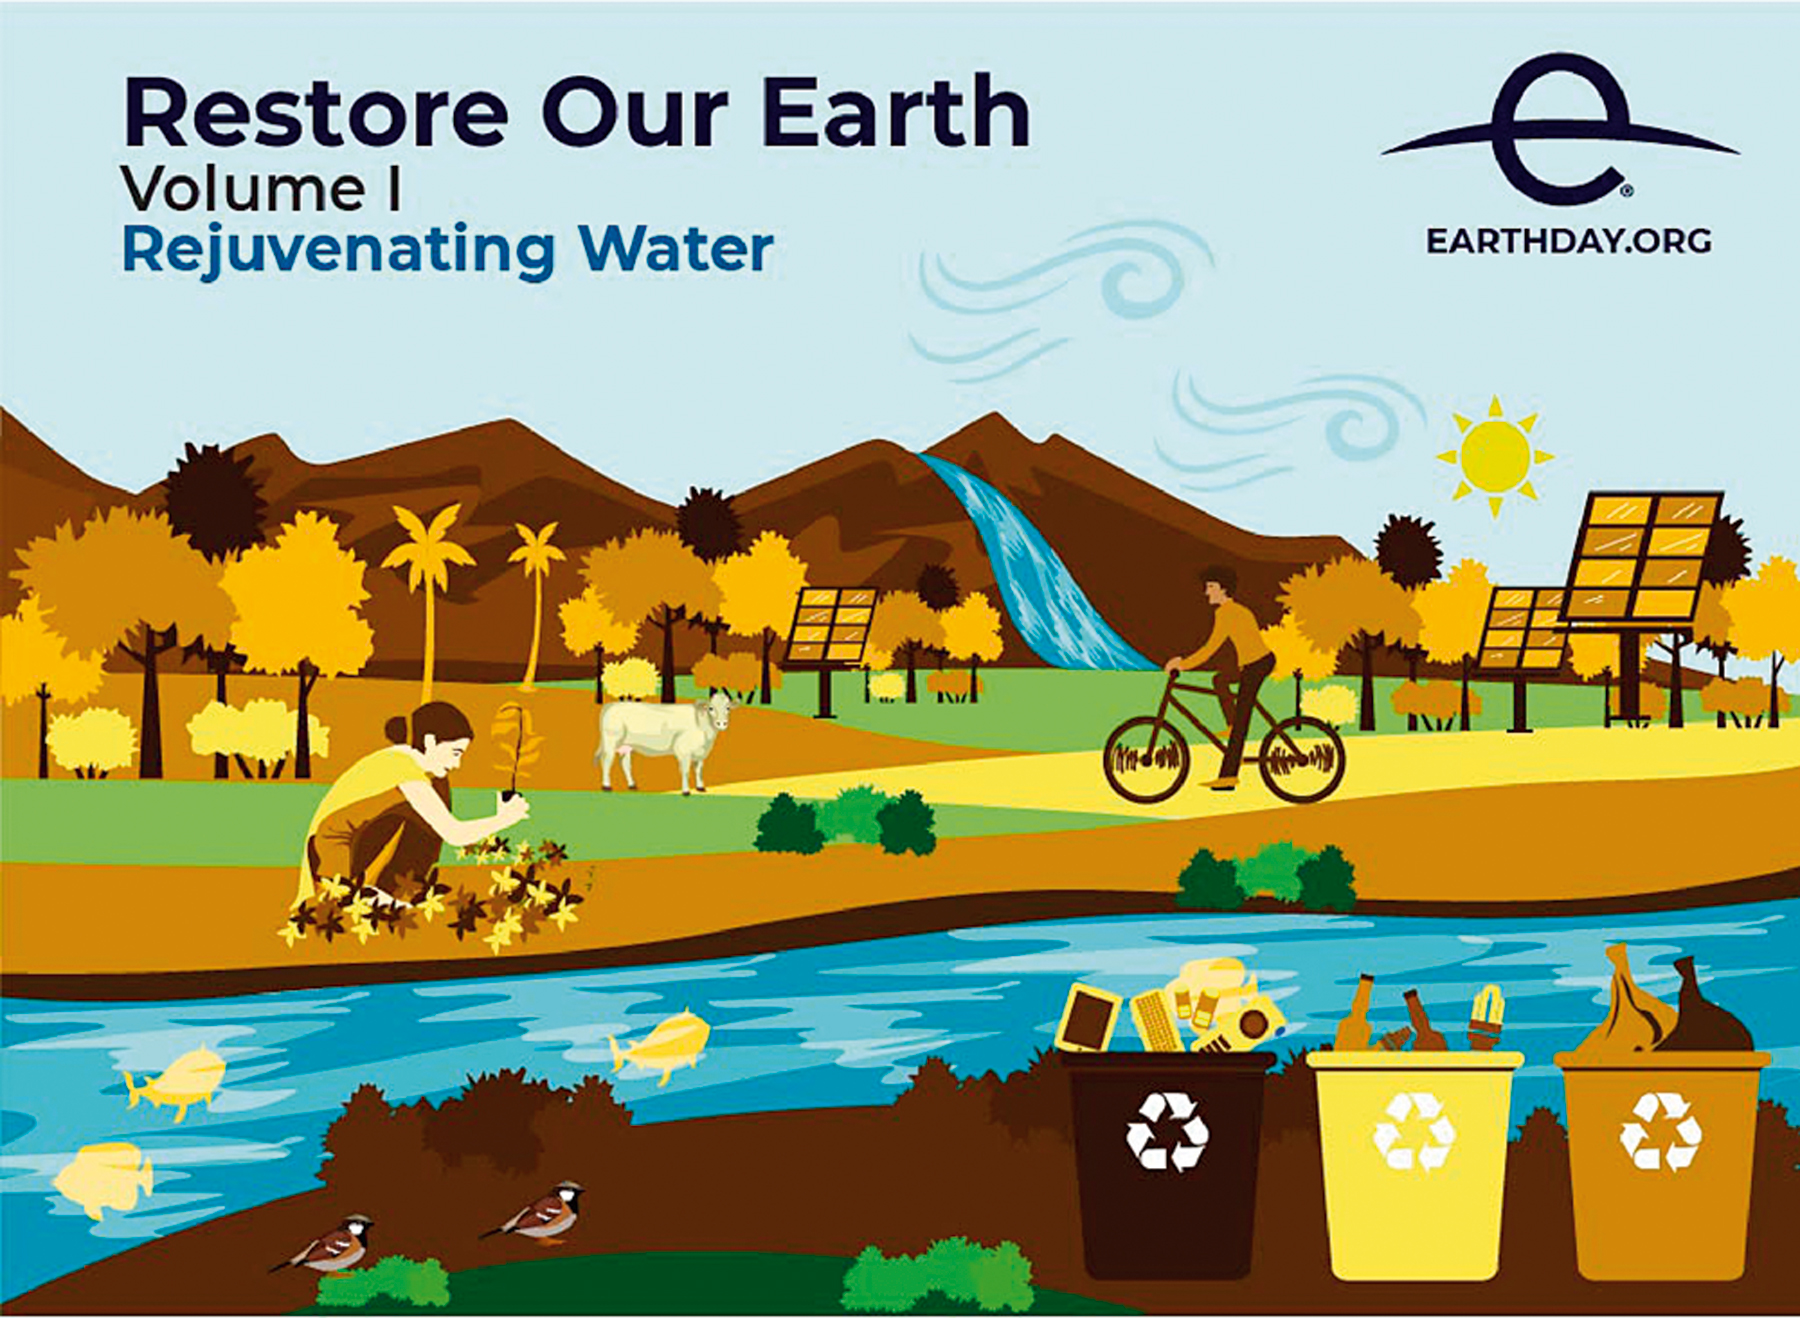 Restore Our Earth
Volume I
Rejuvenating Water
e®
EARTHDAY.ORG